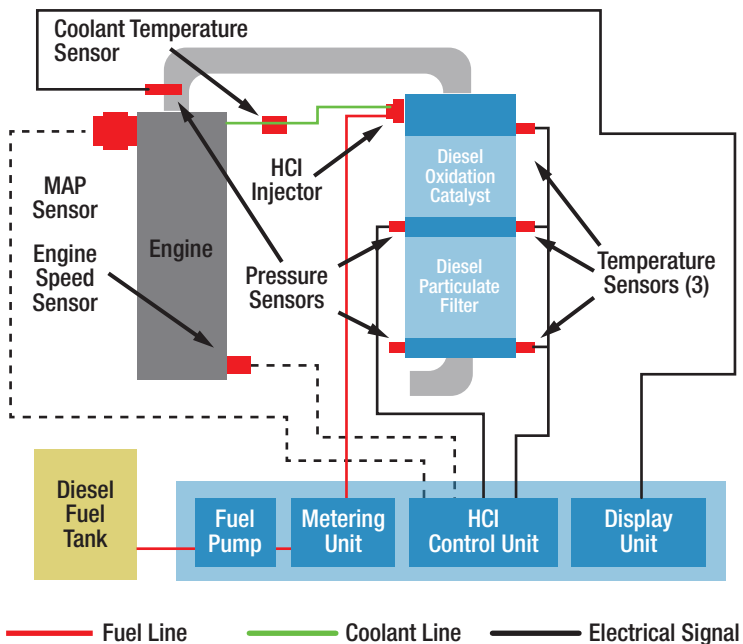 Coolant Temperature
Sensor
MAP
Sensor
Engine
Speed
Sensor
Engine
HCI
Injector
Pressure
Sensors
Diesel
Oxidation
Catalyst
Diesel
Particulate
Filter
Temperature
Sensors (3)
Diesel
Fuel
Tank
Fuel
Pump
Metering
Unit
HCI
Control Unit
Display
Unit
Fuel Line
Coolant Line
Electrical Signal